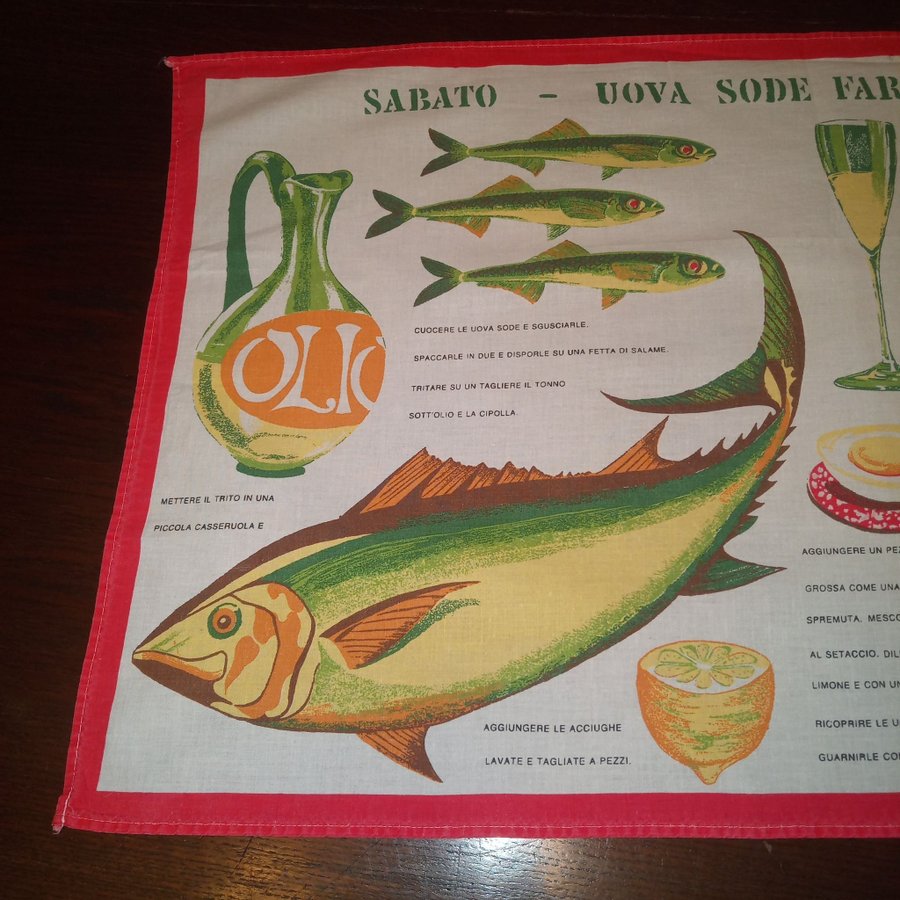 SABATO - UOVA SODE FAR
OLIO
CUOCERE LE UOVA SODE E SGUSCIARLE.
SPACCARLE IN DUE E DISPORLE SU UNA FETTA DI SALAME.
TRITARE SU UN TAGLIERE IL TONNO
SOTT'OLIO E LA CIPOLLA.
METTERE IL TRITO IN UNA
PICCOLA CASSERUOLA E
AGGIUNGERE LE ACCIUGHE
LAVATE E TAGLIATE A PEZZI.
AGGIUNGERE UN PEZ
GROSSA COME UNA
SPREMUTA. MESCO
AL SETACCIO. DIL
LIMONE E CON UN
RICOPRIRE LE U
GUARNIRLE CO